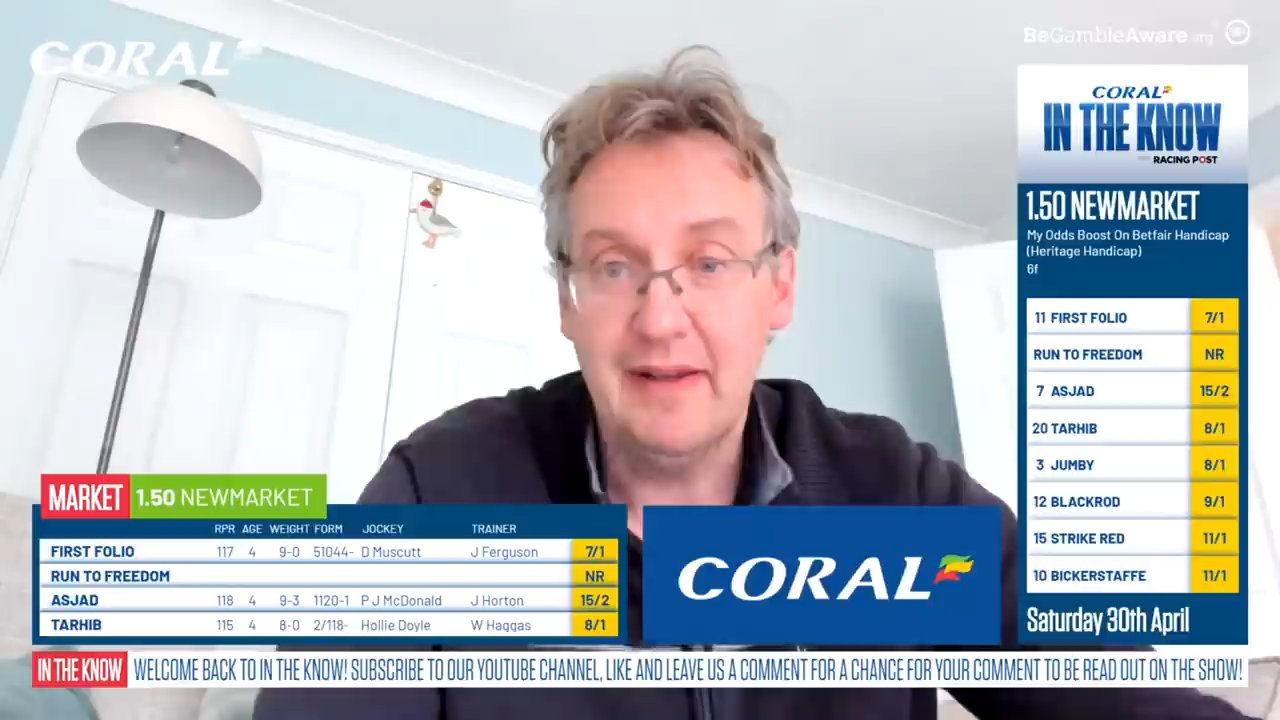 CORAL
BeGambleAware.org 18+
CORAL
IN THE KNOW
WITH RACING POST
1.50 NEWMARKET
My Odds Boost On Betfair Handicap
(Heritage Handicap)
6f
11 FIRST FOLIO 7/1
RUN TO FREEDOM NR
7 ASJAD 15/2
20 TARHIB 8/1
3 JUMBY 8/1
12 BLACKROD 9/1
15 STRIKE RED 11/1
10 BICKERSTAFFE 11/1
Saturday 30th April
MARKET 1.50 NEWMARKET
RPR AGE WEIGHT FORM JOCKEY TRAINER
FIRST FOLIO 117 4 9-0 51044- D Muscutt J Ferguson 7/1
RUN TO FREEDOM NR
ASJAD 118 4 9-3 1120-1 P J McDonald J Horton 15/2
TARHIB 115 4 8-0 2/118- Hollie Doyle W Haggas 8/1
CORAL
IN THE KNOW WELCOME BACK TO IN THE KNOW! SUBSCRIBE TO OUR YOUTUBE CHANNEL, LIKE AND LEAVE US A COMMENT FOR A CHANCE FOR YOUR COMMENT TO BE READ OUT ON THE SHOW!